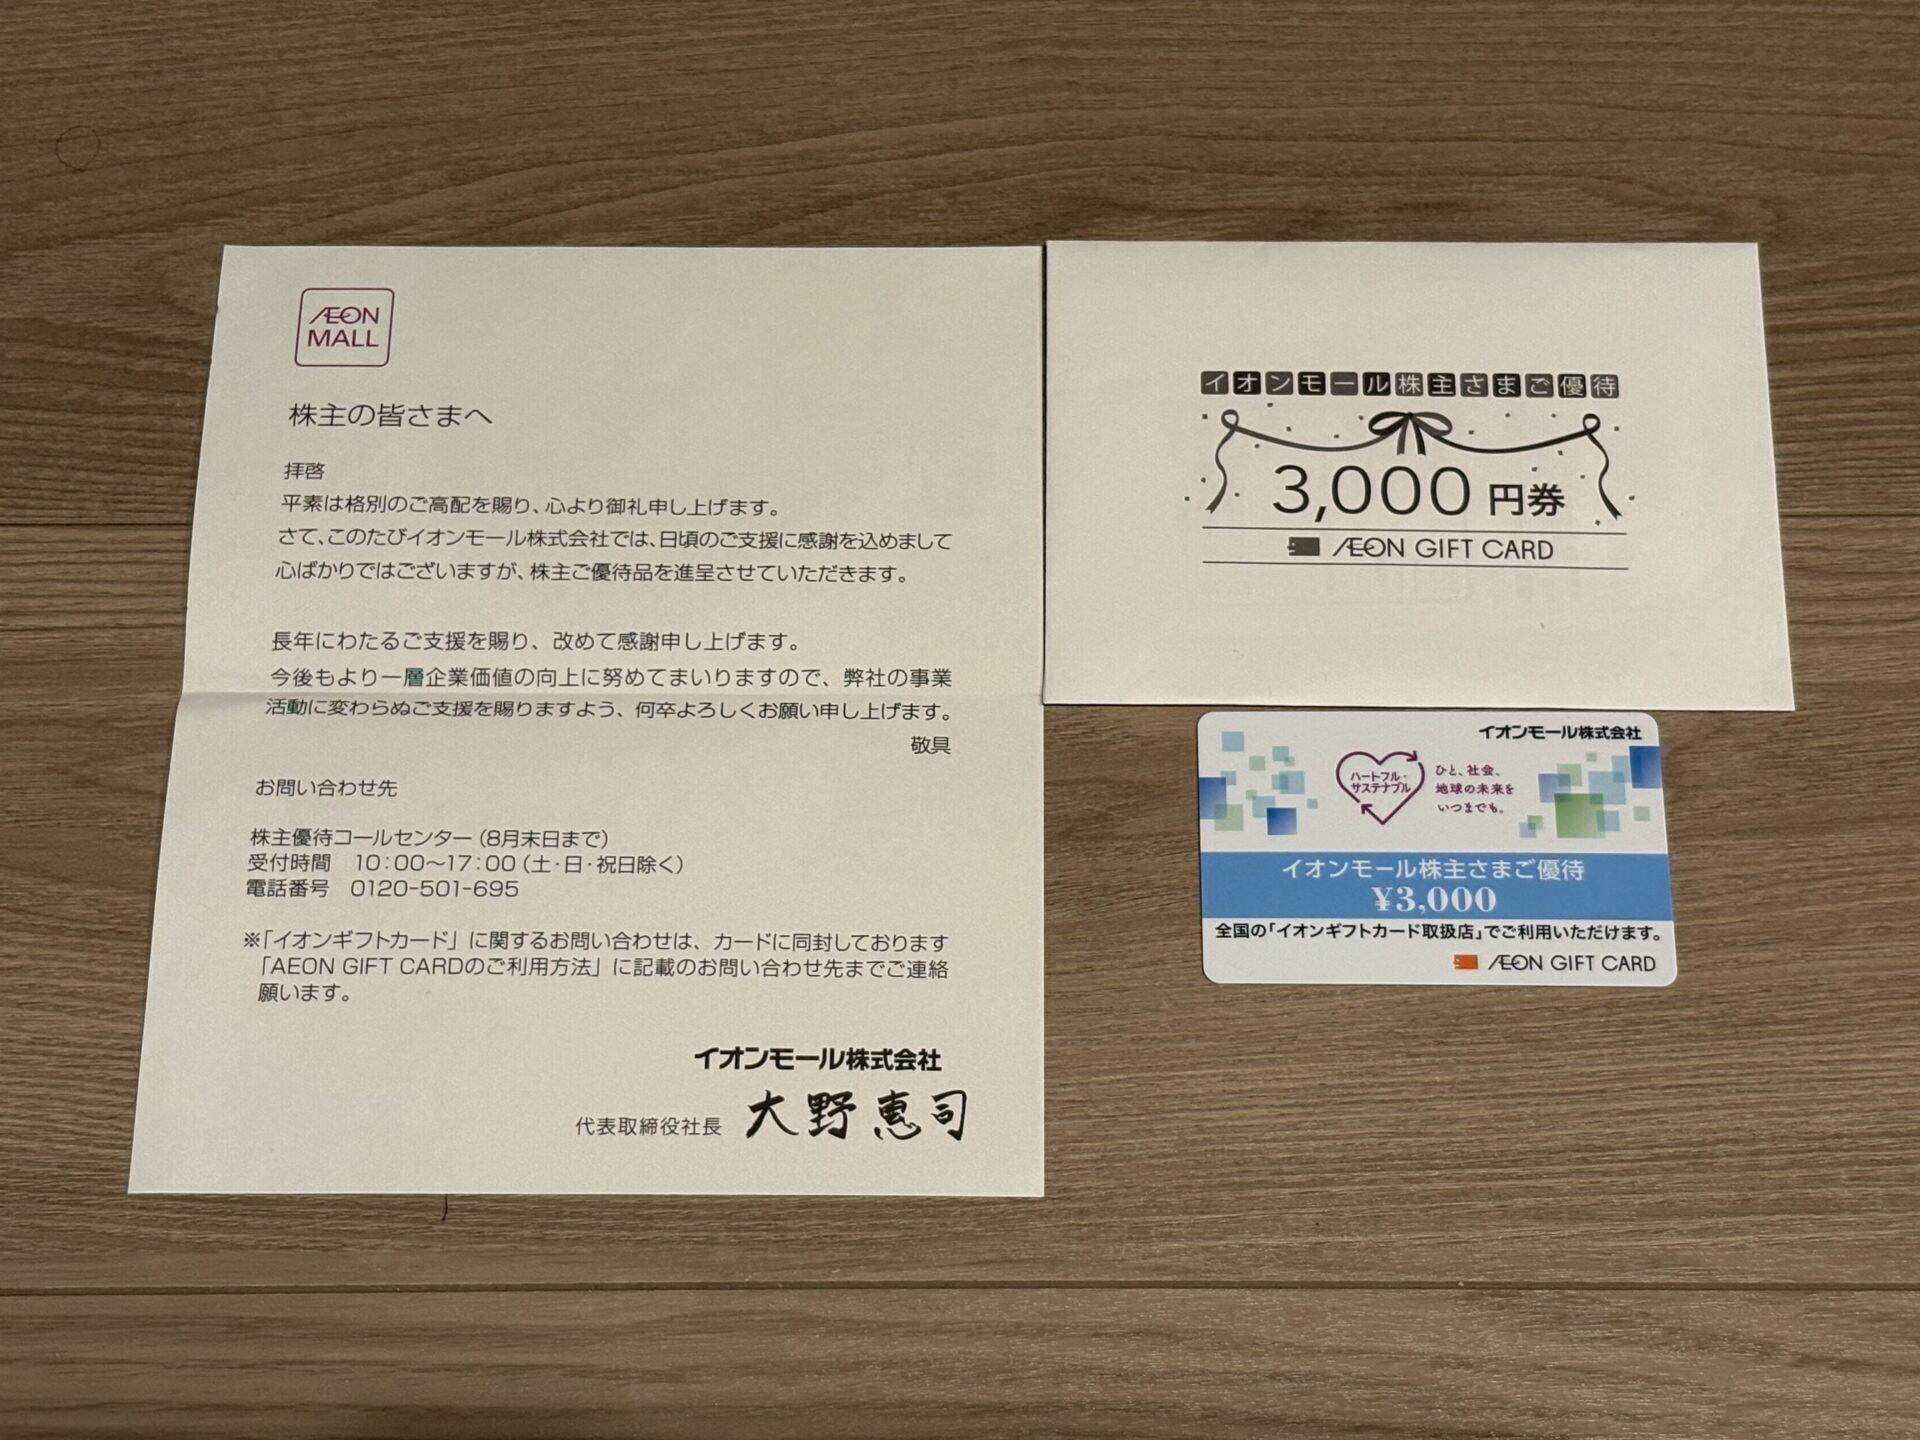 ÆON
MALL
株主の皆さまへ
拝啓
平素は格別のご高配を賜り、心より御礼申し上げます。
さて、このたびイオンモール株式会社では、日頃のご支援に感謝を込めまして
心ばかりではございますが、株主ご優待品を進呈させていただきます。
長年にわたるご支援を賜り、改めて感謝申し上げます。
今後もより一層企業価値の向上に努めてまいりますので、弊社の事業
活動に変わらぬご支援を賜りますよう、何卒よろしくお願い申し上げます。
敬具
お問い合わせ先
株主優待コールセンター（8月末日まで）
受付時間　10：00～17：00（土・日・祝日除く）
電話番号　0120-501-695
※「イオンギフトカード」に関するお問い合わせは、カードに同封しております
「AEON GIFT CARDのご利用方法」に記載のお問い合わせ先までご連絡
願います。
イオンモール株式会社
代表取締役社長　大野惠司
イオンモール株主さまご優待
3,000円券
ÆON GIFT CARD
イオンモール株式会社
ハートフル・
サステナブル
ひと、社会、
地球の未来を
いつまでも。
イオンモール株主さまご優待
¥3,000
全国の「イオンギフトカード取扱店」でご利用いただけます。
ÆON GIFT CARD